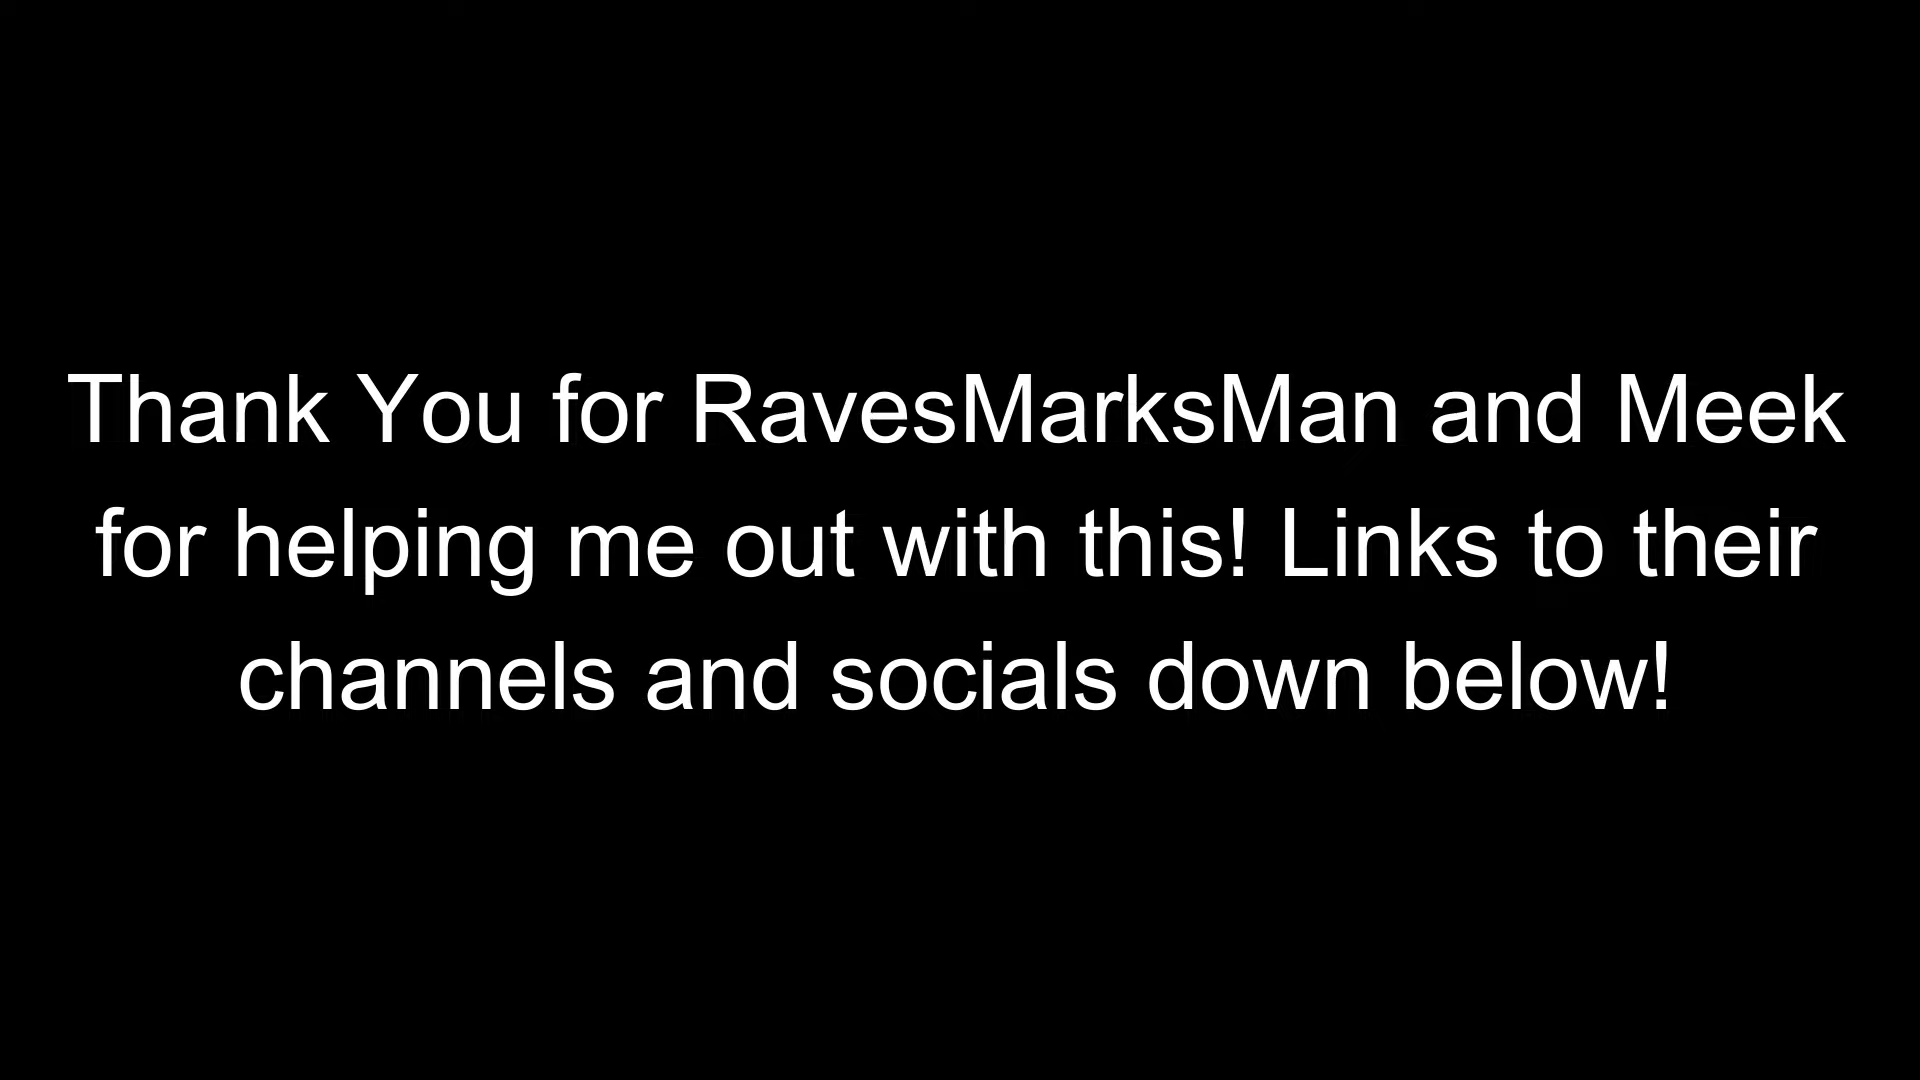 Thank You for RavesMarksMan and Meek
for helping me out with this! Links to their
channels and socials down below!